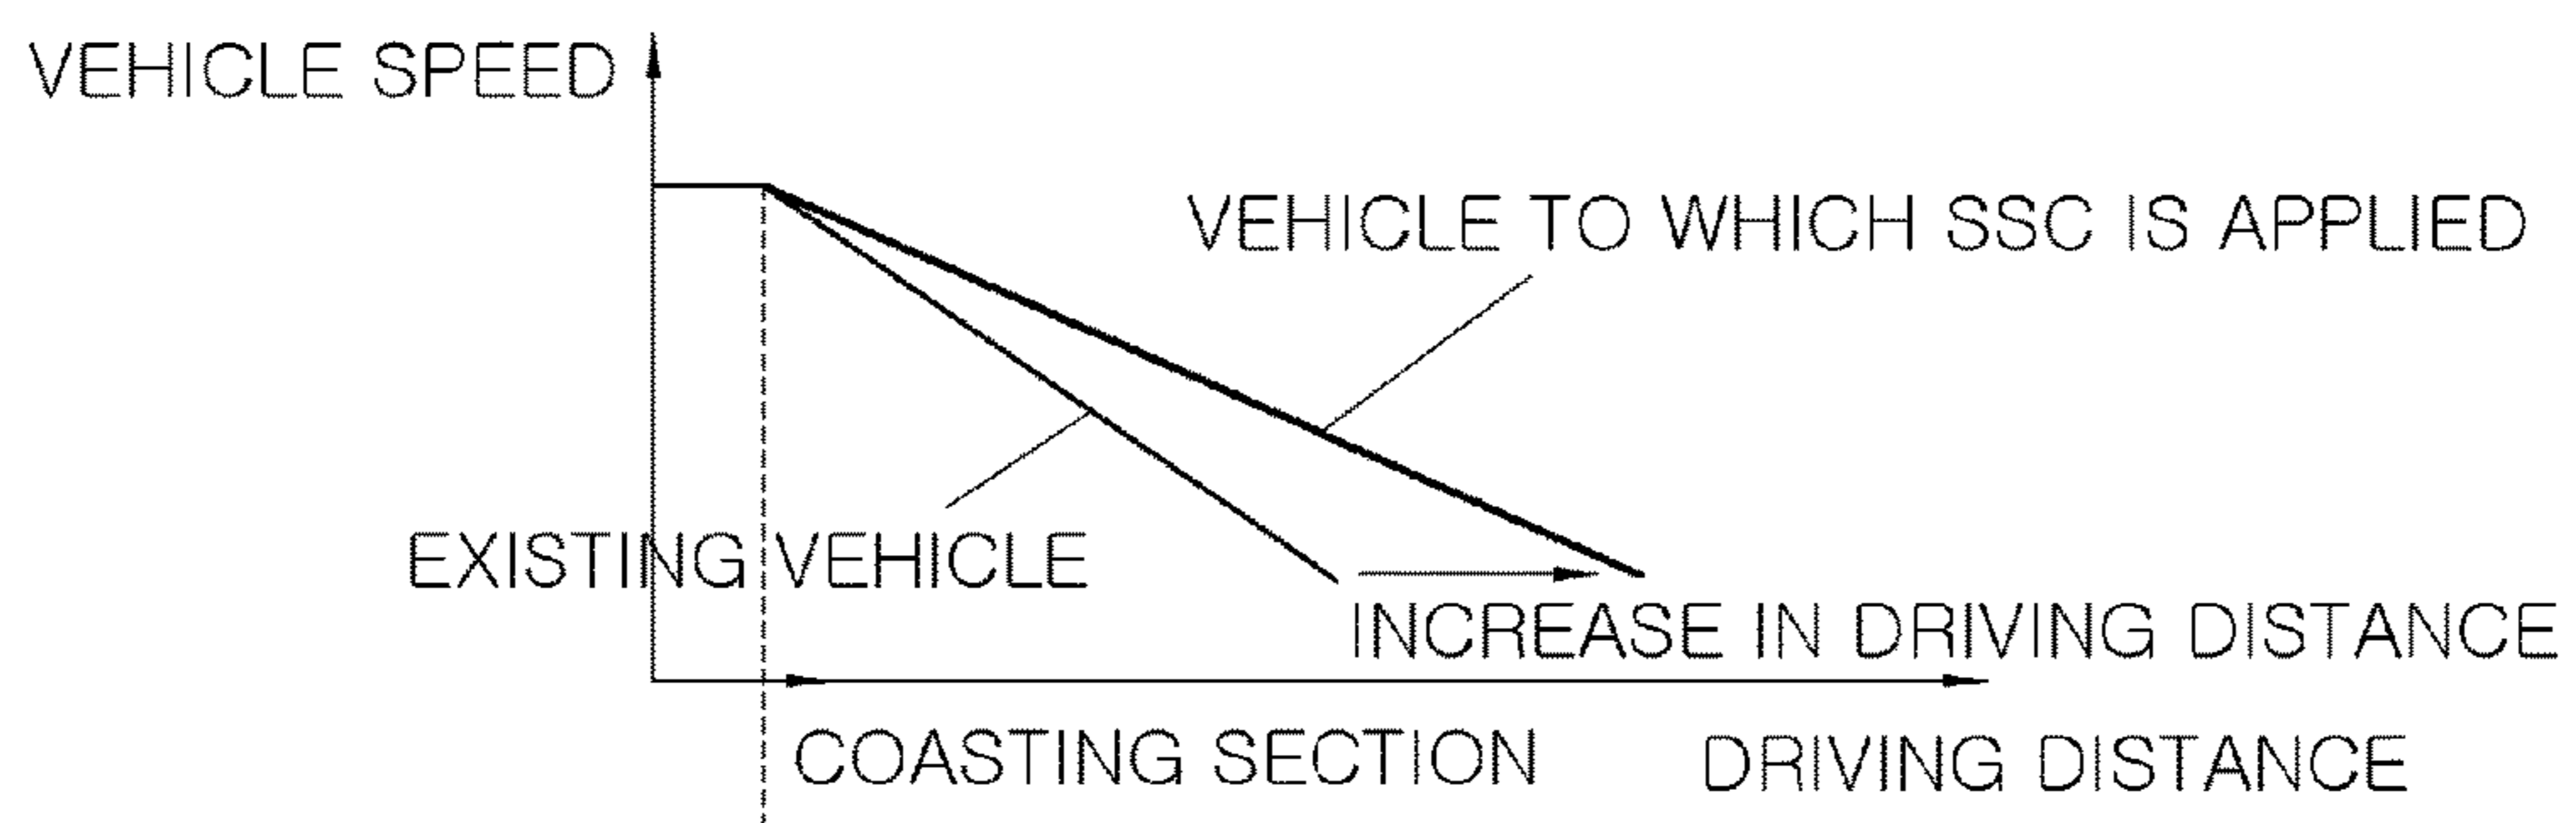 VEHICLE SPEED
VEHICLE TO WHICH SSC IS APPLIED
EXISTING VEHICLE
INCREASE IN DRIVING DISTANCE
COASTING SECTION
DRIVING DISTANCE